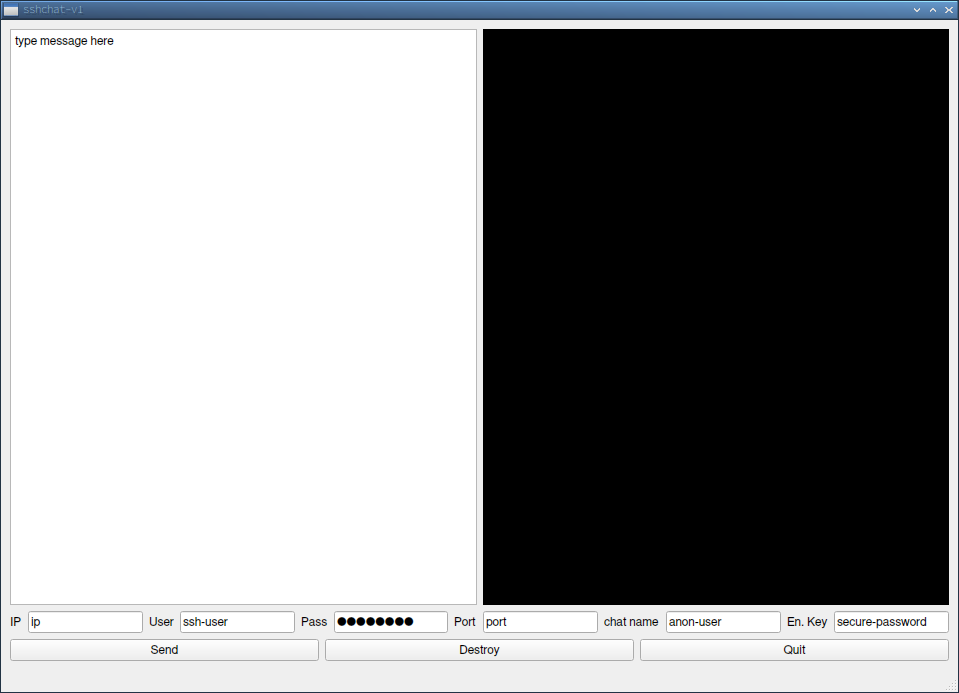 sshchat-v1
type message here
IP ip User ssh-user Pass ●●●●●●●● Port port chat name anon-user En. Key secure-password
Send Destroy Quit